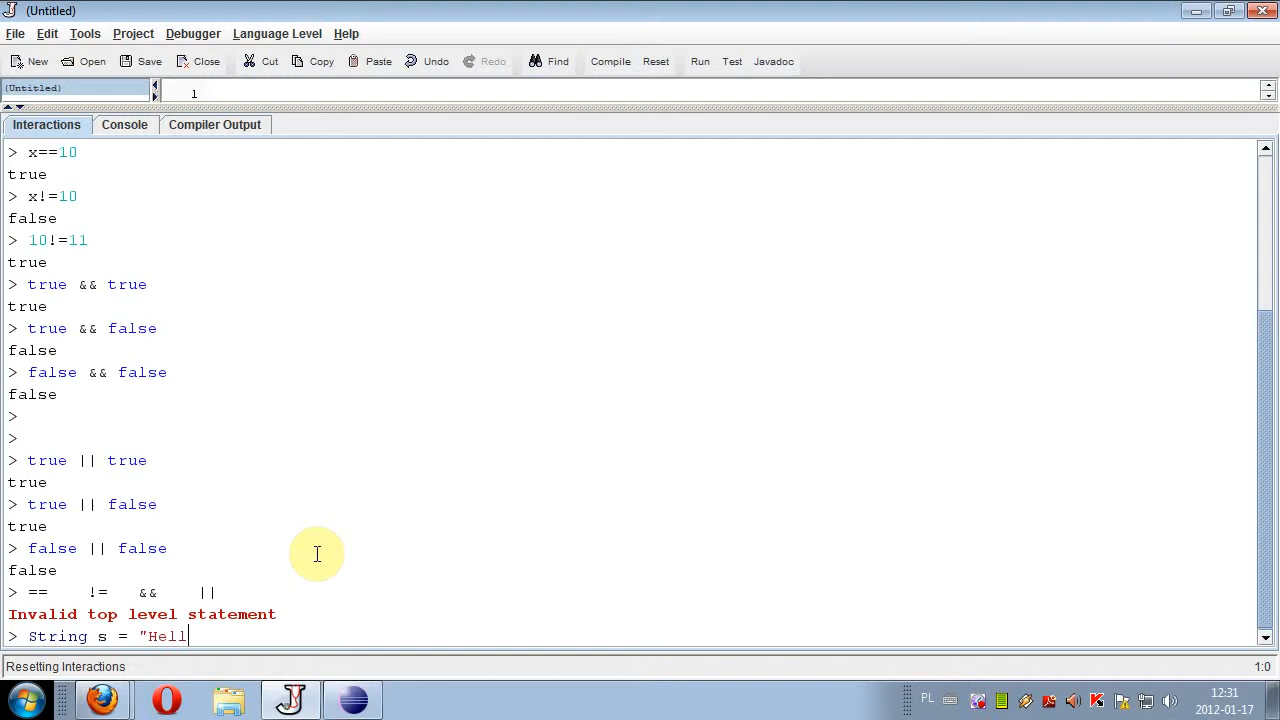 (Untitled)
File Edit Tools Project Debugger Language Level Help
New Open Save Close Cut Copy Paste Undo Redo Find Compile Reset Run Test Javadoc
(Untitled) 1
Interactions Console Compiler Output
> x==10
true
> x!=10
false
> 10!=11
true
> true && true
true
> true && false
false
> false && false
false
>
>
> true || true
true
> true || false
true
> false || false
false
> == != && ||
Invalid top level statement
> String s = "Hell
Resetting Interactions 1:0
PL 12:31
2012-01-17